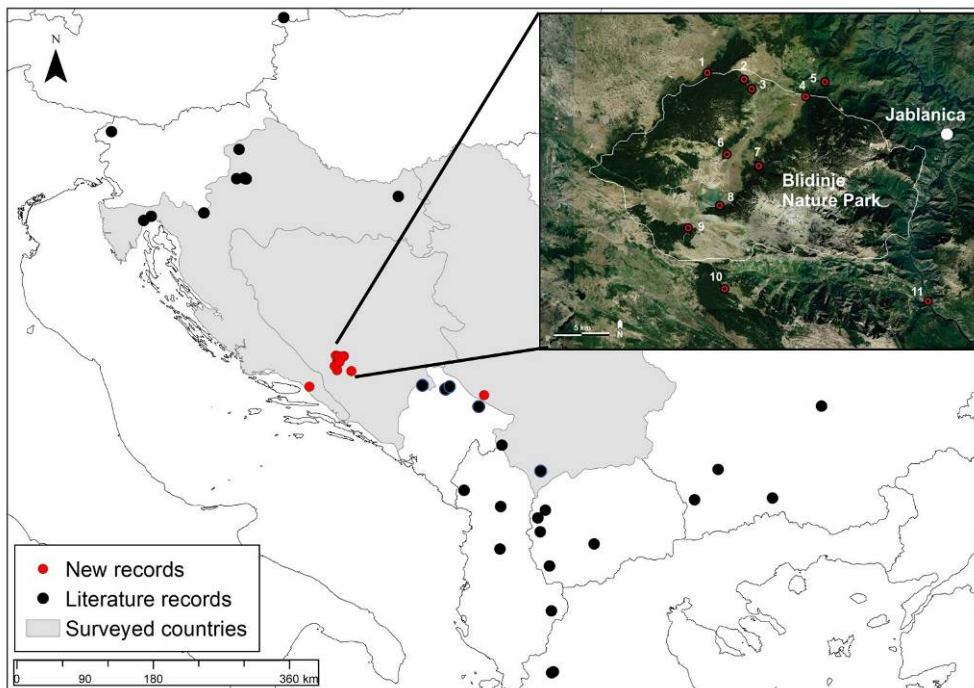 N
1
2
3
4
5
Jablanica
6
7
Blidinje
Nature Park
8
9
10
11
5 km
N
New records
Literature records
Surveyed countries
0 90 180 360 km